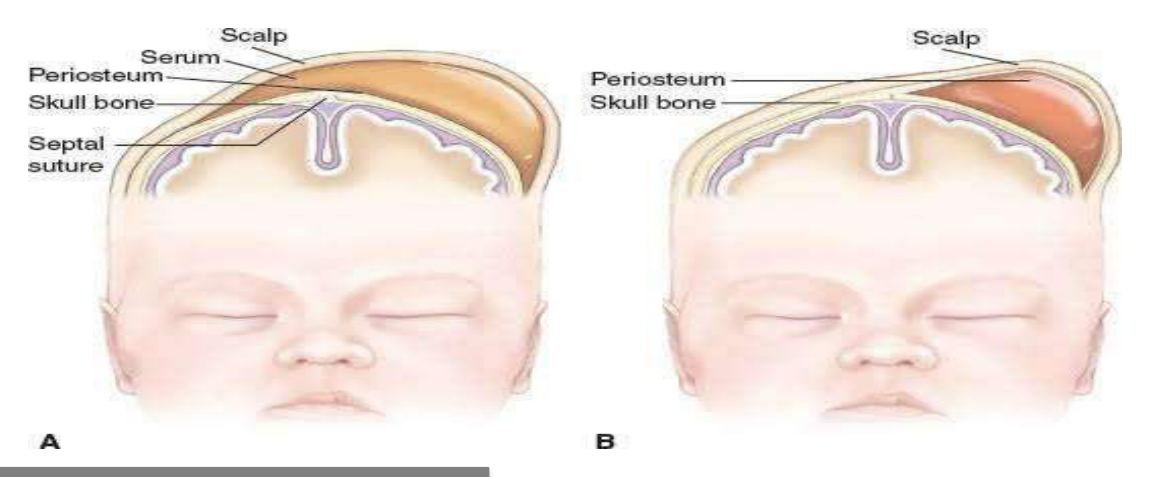 Scalp
Serum
Periosteum
Skull bone
Septal
suture
A
Scalp
Periosteum
Skull bone
B